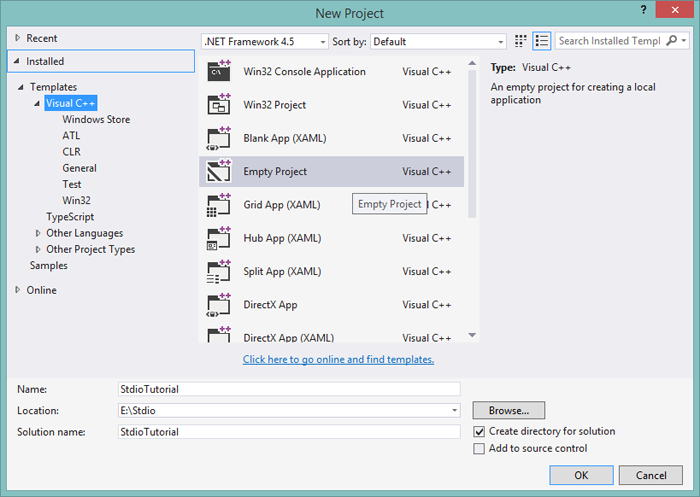 New Project
Recent
Installed
Templates
Visual C++
Windows Store
ATL
CLR
General
Test
Win32
TypeScript
Other Languages
Other Project Types
Samples
Online
.NET Framework 4.5 Sort by: Default Search Installed Templ
Win32 Console Application Visual C++
Win32 Project Visual C++
Blank App (XAML) Visual C++
Empty Project Visual C++
Grid App (XAML) Empty Project
Hub App (XAML) Visual C++
Split App (XAML) Visual C++
DirectX App Visual C++
DirectX App (XAML) Visual C++
Click here to go online and find templates.
Type: Visual C++
An empty project for creating a local
application
Name: StdioTutorial
Location: E:\Stdio Browse...
Solution name: StdioTutorial
Create directory for solution
Add to source control
OK Cancel